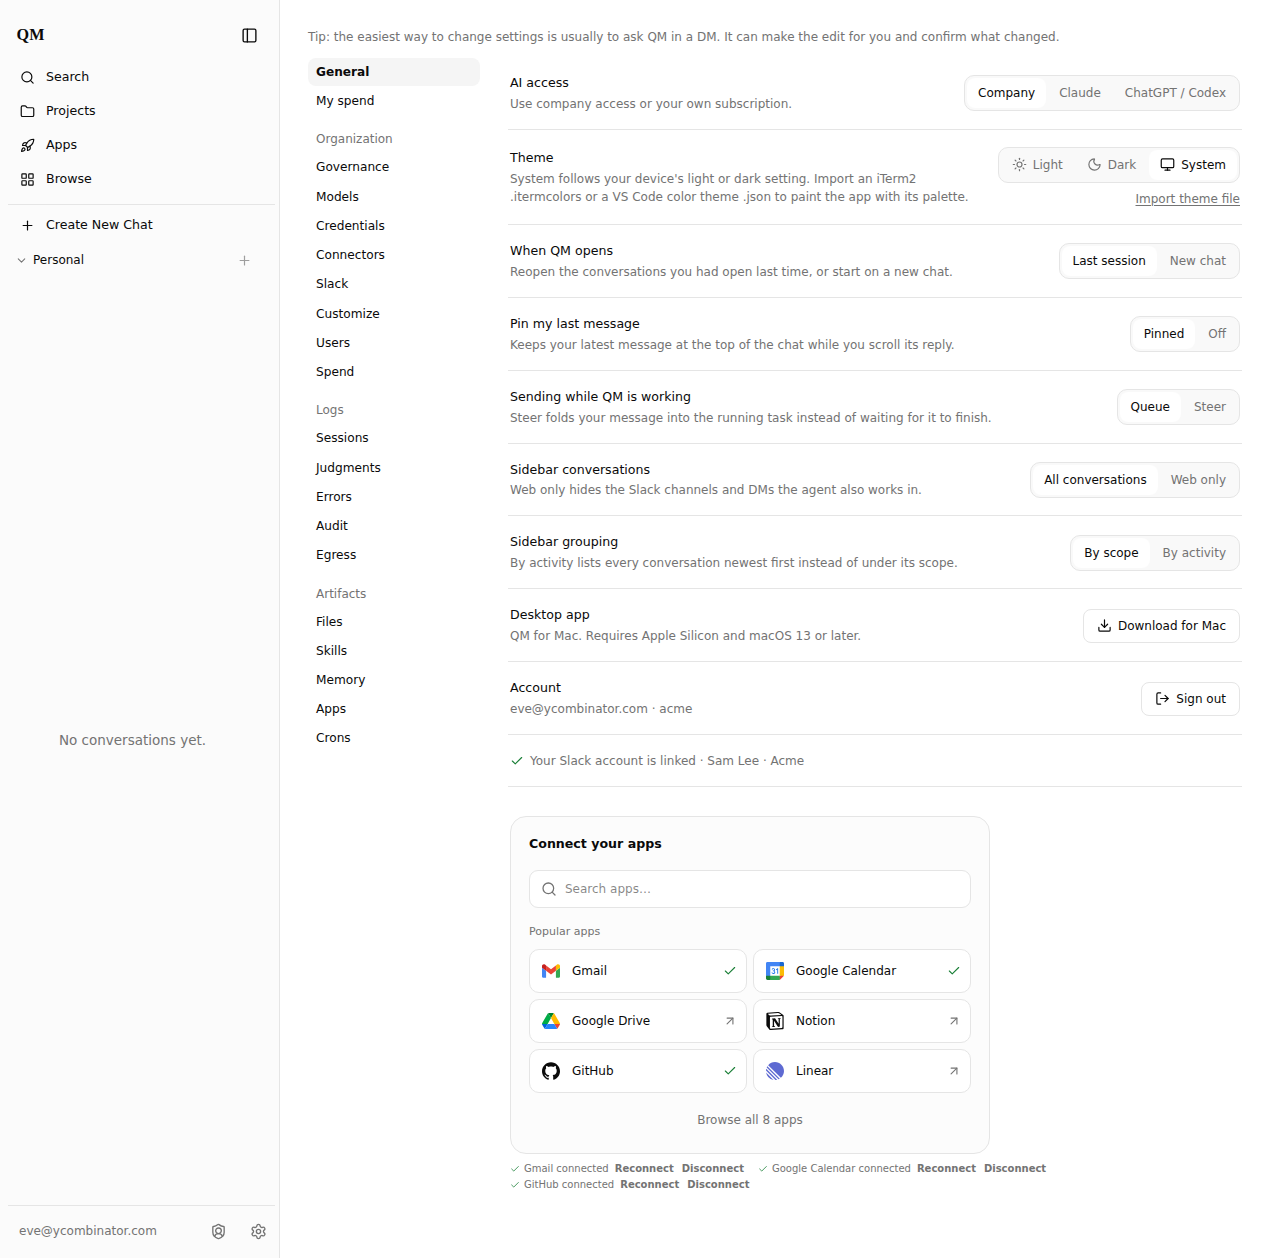 QM
Search
Projects
Apps
Browse
Create New Chat
Personal
No conversations yet.
eve@ycombinator.com
Tip: the easiest way to change settings is usually to ask QM in a DM. It can make the edit for you and confirm what changed.
General
My spend
Organization
Governance
Models
Credentials
Connectors
Slack
Customize
Users
Spend
Logs
Sessions
Judgments
Errors
Audit
Egress
Artifacts
Files
Skills
Memory
Apps
Crons
AI access
Use company access or your own subscription.
Company Claude ChatGPT / Codex
Theme
System follows your device's light or dark setting. Import an iTerm2
.itermcolors or a VS Code color theme .json to paint the app with its palette.
Light Dark System
Import theme file
When QM opens
Reopen the conversations you had open last time, or start on a new chat.
Last session New chat
Pin my last message
Keeps your latest message at the top of the chat while you scroll its reply.
Pinned Off
Sending while QM is working
Steer folds your message into the running task instead of waiting for it to finish.
Queue Steer
Sidebar conversations
Web only hides the Slack channels and DMs the agent also works in.
All conversations Web only
Sidebar grouping
By activity lists every conversation newest first instead of under its scope.
By scope By activity
Desktop app
QM for Mac. Requires Apple Silicon and macOS 13 or later.
Download for Mac
Account
eve@ycombinator.com · acme
Sign out
Your Slack account is linked · Sam Lee · Acme
Connect your apps
Search apps...
Popular apps
Gmail
Google Calendar
31
Google Drive
Notion
GitHub
Linear
Browse all 8 apps
Gmail connected Reconnect Disconnect Google Calendar connected Reconnect Disconnect
GitHub connected Reconnect Disconnect